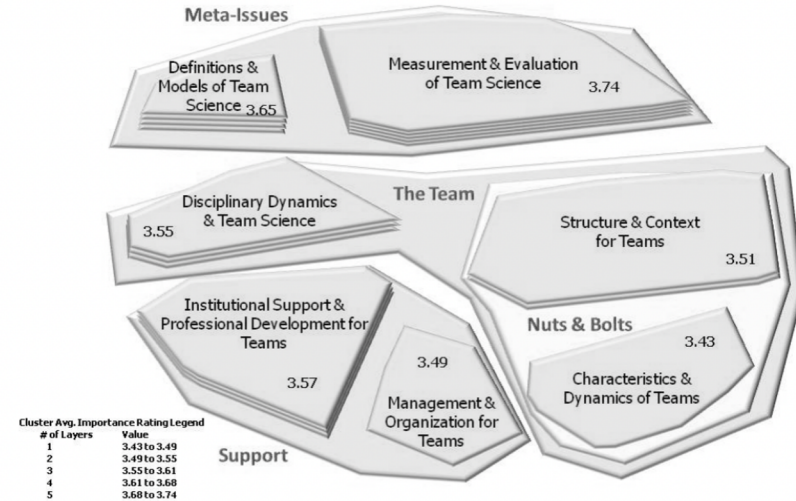 Meta-Issues
Definitions &
Models of Team
Science 3.65
Measurement & Evaluation
of Team Science
3.74
The Team
Disciplinary Dynamics
& Team Science
3.55
Structure & Context
for Teams
3.51
Institutional Support &
Professional Development for
Teams
3.57
Nuts & Bolts
3.43
Characteristics &
Dynamics of Teams
3.49
Management &
Organization for
Teams
Support
Cluster Avg. Importance Rating Legend
# of Layers Value
1 3.43 to 3.49
2 3.49 to 3.55
3 3.55 to 3.61
4 3.61 to 3.68
5 3.68 to 3.74